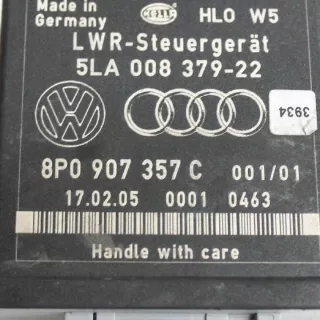 Made in
Germany
HELLA
HLO W5
LWR-Steuergerät
5LA 008 379-22
3934
8P0 907 357 C 001/01
17.02.05 0001 0463
Handle with care